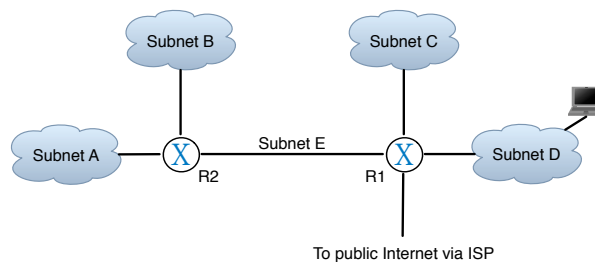 Subnet B
Subnet C
Subnet A
X
R2
Subnet E
X
R1
Subnet D
To public Internet via ISP